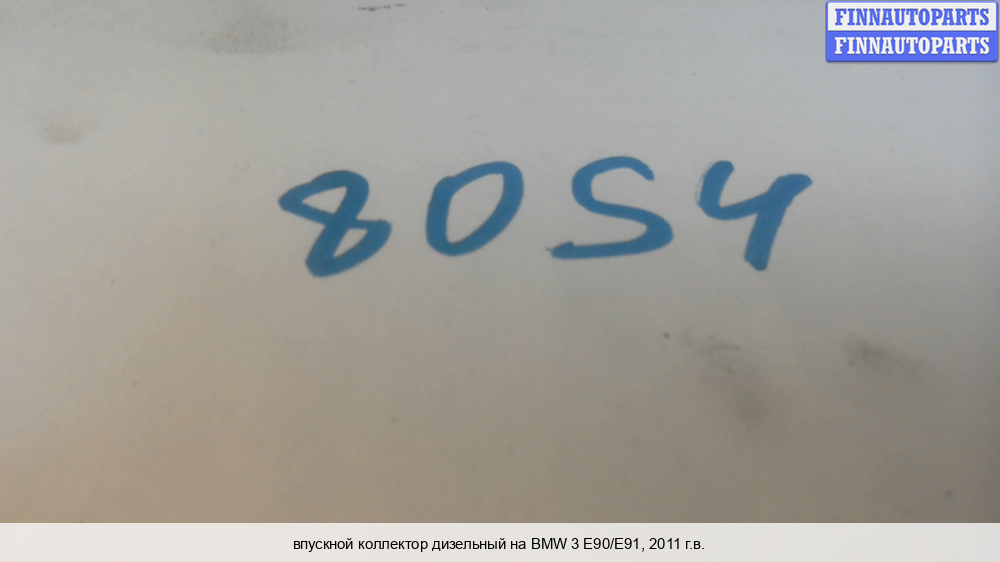 FINNAUTOPARTS
FINNAUTOPARTS
8054
впускной коллектор дизельный на BMW 3 E90/E91, 2011 г.в.